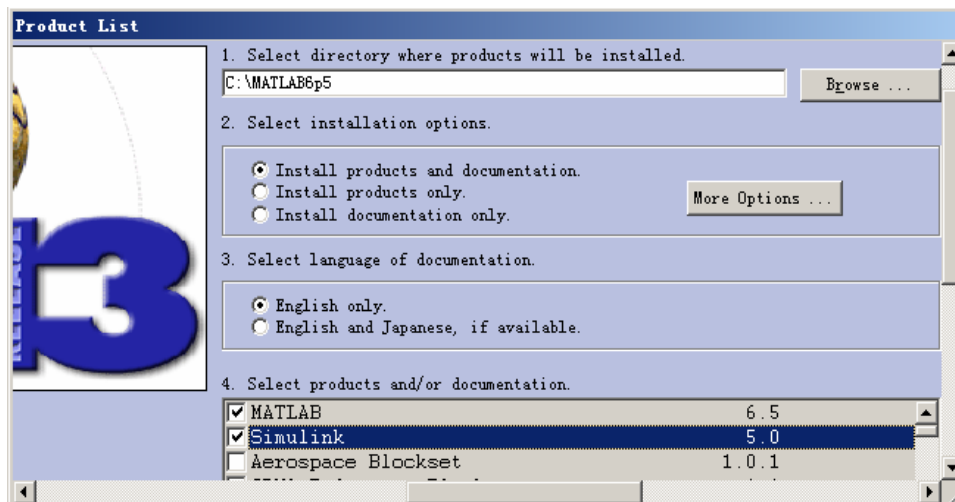 Product List
1. Select directory where products will be installed.
C:\MATLAB6p5
Browse ...
2. Select installation options.
Install products and documentation.
Install products only.
More Options ...
Install documentation only.
3. Select language of documentation.
English only.
English and Japanese, if available.
RELEASE
13
4. Select products and/or documentation.
MATLAB 6.5
Simulink 5.0
Aerospace Blockset 1.0.1